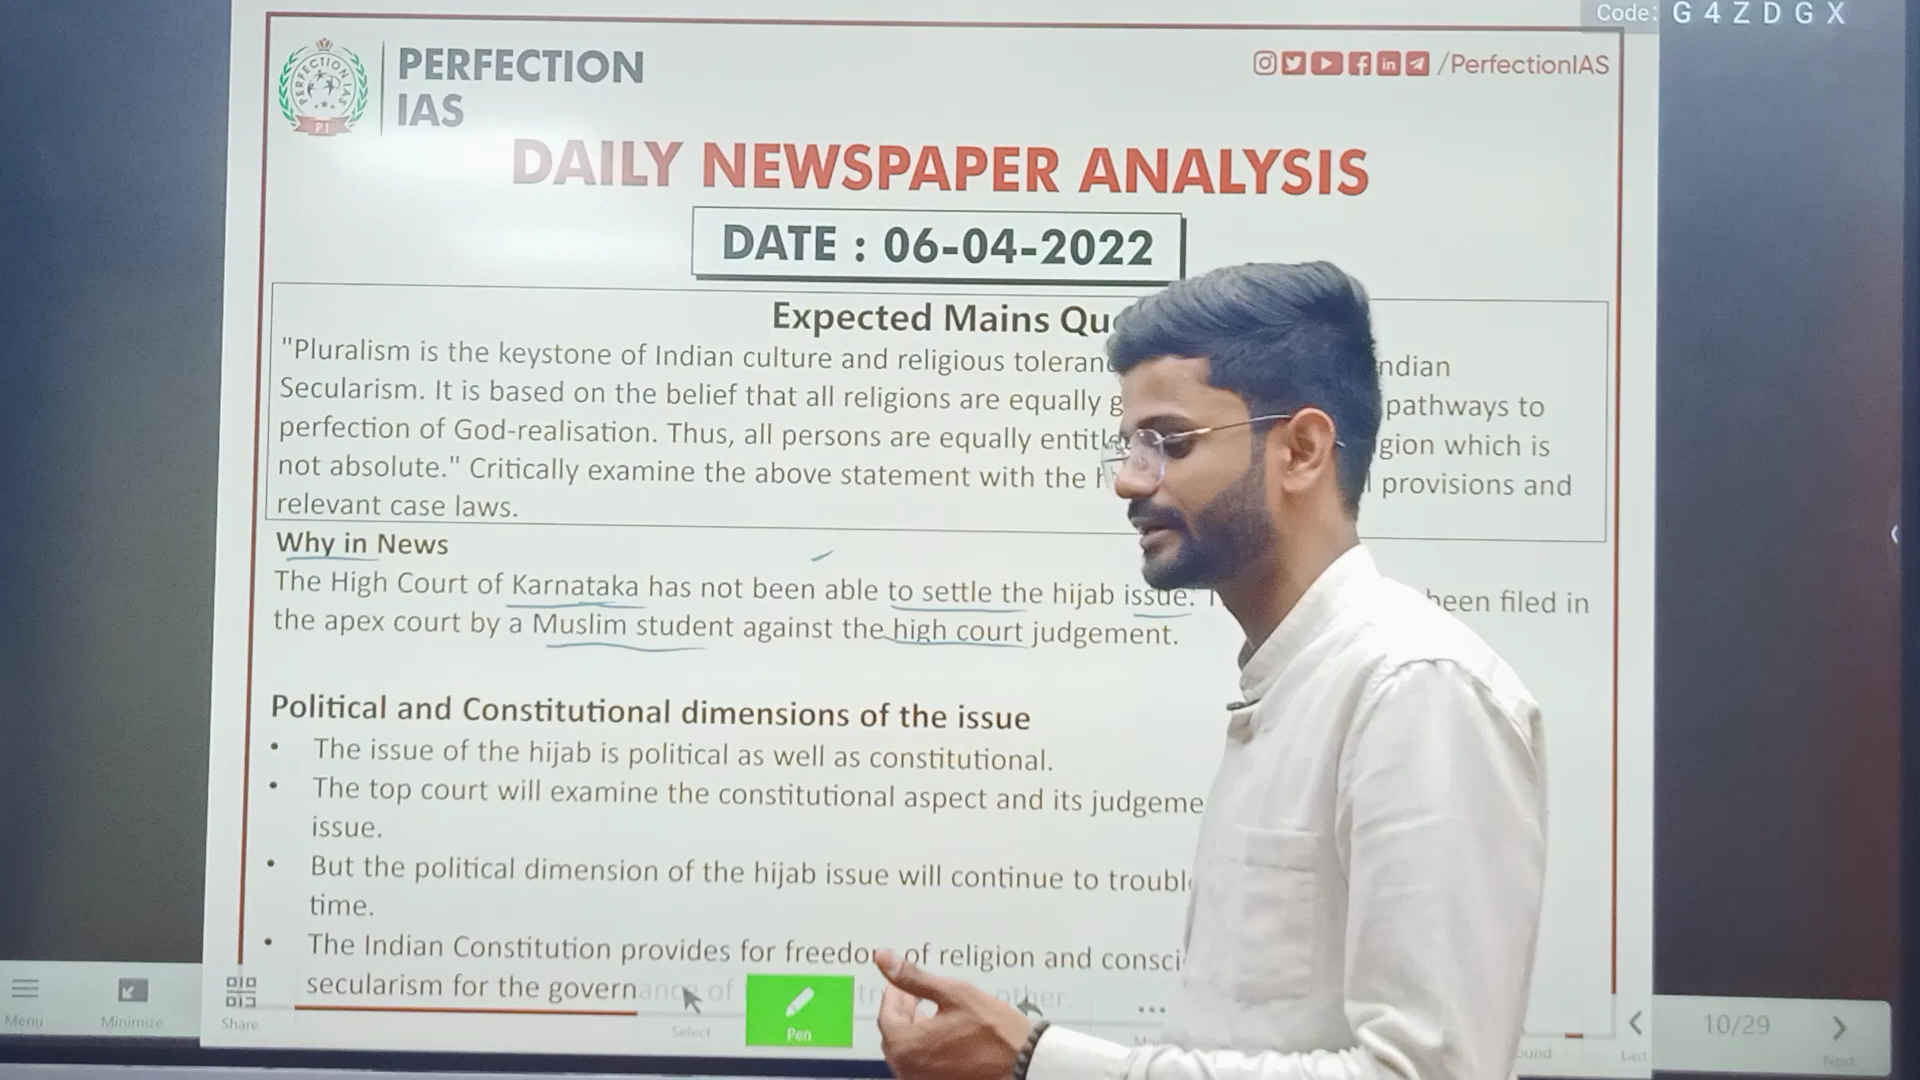 Code: G 4 Z D G X
PERFECTION
IAS
PERFECTION
PI
/PerfectionIAS
DAILY NEWSPAPER ANALYSIS
DATE : 06-04-2022
Expected Mains
"Pluralism is the keystone of Indian culture and religious ndian
Secularism. It is based on the belief that all religions are equally pathways to
perfection of God-realisation. Thus, all persons are equally gion which is
not absolute." Critically examine the above statement with the provisions and
relevant case laws.
Why in News
The High Court of Karnataka has not been able to settle the hijab issue. been filed in
the apex court by a Muslim student against the high court judgement.
Political and Constitutional dimensions of the issue
• The issue of the hijab is political as well as constitutional.
• The top court will examine the constitutional aspect and its judgeme
issue.
• But the political dimension of the hijab issue will continue to
time.
• The Indian Constitution provides for freedom of religion and
secularism for the governance of other.
Menu
Minimize
Share
Select
Pen
Last
10/29
Next